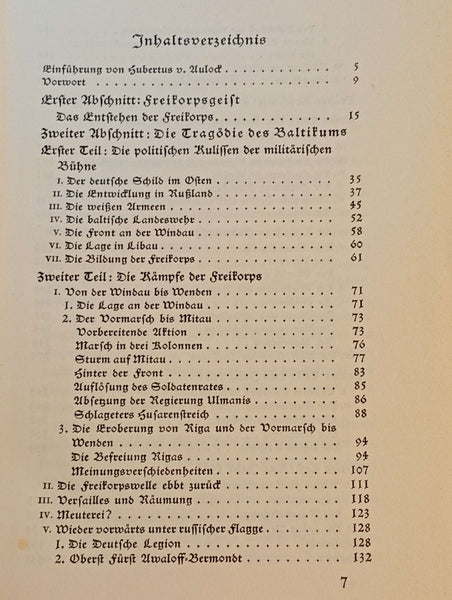 Inhaltsverzeichnis
Einführung von Hubertus v. Aulock . . . . . . . . . . . . 5
Vorwort . . . . . . . . . . . . . . . . . . . . . . . . 9
Erster Abschnitt: Freikorpsgeist
Das Entstehen der Freikorps . . . . . . . . . . . . . . 15
Zweiter Abschnitt: Die Tragödie des Baltikums
Erster Teil: Die politischen Kulissen der militärischen
Bühne
I. Der deutsche Schild im Osten . . . . . . . . . . . . 35
II. Die Entwicklung in Rußland . . . . . . . . . . . . 37
III. Die weißen Armeen . . . . . . . . . . . . . . . . 45
IV. Die baltische Landeswehr . . . . . . . . . . . . . 52
V. Die Front an der Windau . . . . . . . . . . . . . . 58
VI. Die Lage in Libau . . . . . . . . . . . . . . . . . 60
VII. Die Bildung der Freikorps . . . . . . . . . . . . 61
Zweiter Teil: Die Kämpfe der Freikorps
I. Von der Windau bis Wenden . . . . . . . . . . . . . 71
1. Die Lage an der Windau . . . . . . . . . . . . . . . 71
2. Der Vormarsch bis Mitau . . . . . . . . . . . . . . 73
Vorbereitende Aktion . . . . . . . . . . . . . . . . . 73
Marsch in drei Kolonnen . . . . . . . . . . . . . . . . 76
Sturm auf Mitau . . . . . . . . . . . . . . . . . . . . 77
Hinter der Front . . . . . . . . . . . . . . . . . . . 83
Auflösung des Soldatenrates . . . . . . . . . . . . . . 85
Absetzung der Regierung Ulmanis . . . . . . . . . . . . 86
Schlageters Husarenstreich . . . . . . . . . . . . . . 88
3. Die Eroberung von Riga und der Vormarsch bis
Wenden . . . . . . . . . . . . . . . . . . . . . . . . 94
Die Befreiung Rigas . . . . . . . . . . . . . . . . . . 94
Meinungsverschiedenheiten . . . . . . . . . . . . . . . 107
II. Die Freikorpswelle ebbt zurück . . . . . . . . . . 111
III. Versailles und Räumung . . . . . . . . . . . . . . 118
IV. Meuterei? . . . . . . . . . . . . . . . . . . . . . 123
V. Wieder vorwärts unter russischer Flagge . . . . . . 128
1. Die Deutsche Legion . . . . . . . . . . . . . . . . 128
2. Oberst Fürst Awaloff-Bermondt . . . . . . . . . . . 132
7